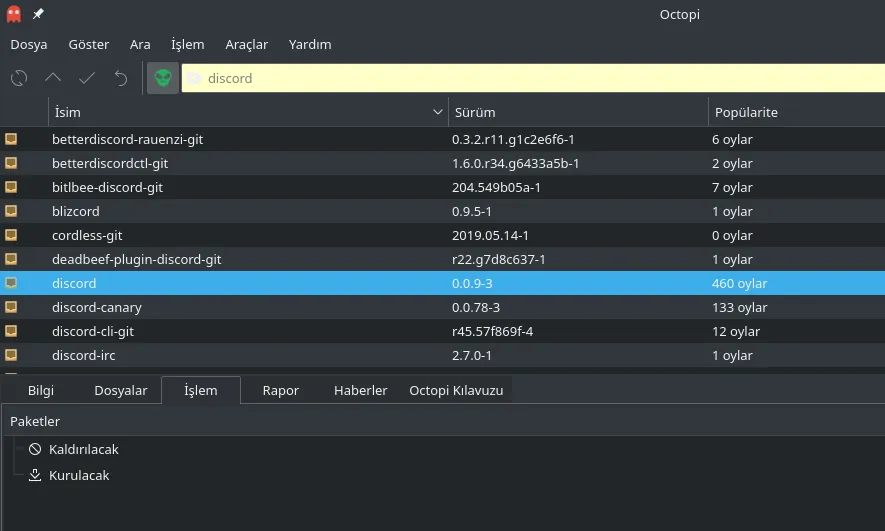 Octopi
Dosya Göster Ara İşlem Araçlar Yardım
discord
İsim Sürüm Popülarite
betterdiscord-rauenzi-git 0.3.2.r11.g1c2e6f6-1 6 oylar
betterdiscordctl-git 1.6.0.r34.g6433a5b-1 2 oylar
bitlbee-discord-git 204.549b05a-1 7 oylar
blizcord 0.9.5-1 1 oylar
cordless-git 2019.05.14-1 0 oylar
deadbeef-plugin-discord-git r22.g7d8c637-1 1 oylar
discord 0.0.9-3 460 oylar
discord-canary 0.0.78-3 133 oylar
discord-cli-git r45.57f869f-4 12 oylar
discord-irc 2.7.0-1 1 oylar
Bilgi Dosyalar İşlem Rapor Haberler Octopi Kılavuzu
Paketler
Kaldırılacak
Kurulacak